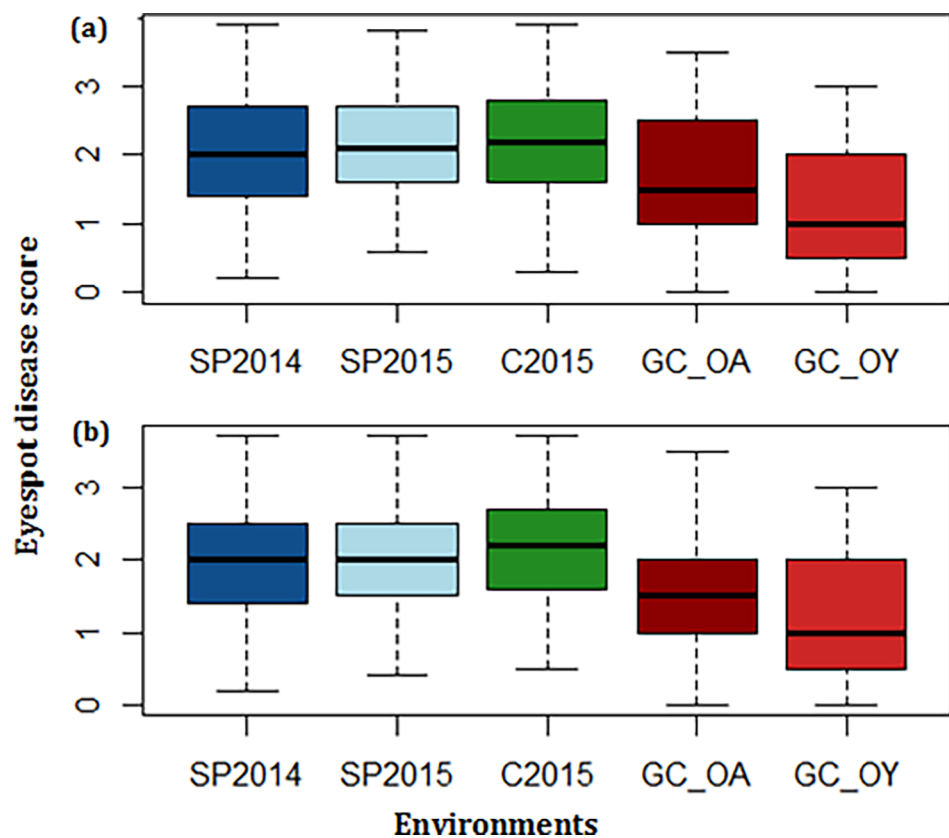 (a)
3
2
1
0
SP2014 SP2015 C2015 GC_OA GC_OY
Eyespot disease score
(b)
3
2
1
0
SP2014 SP2015 C2015 GC_OA GC_OY
Environments